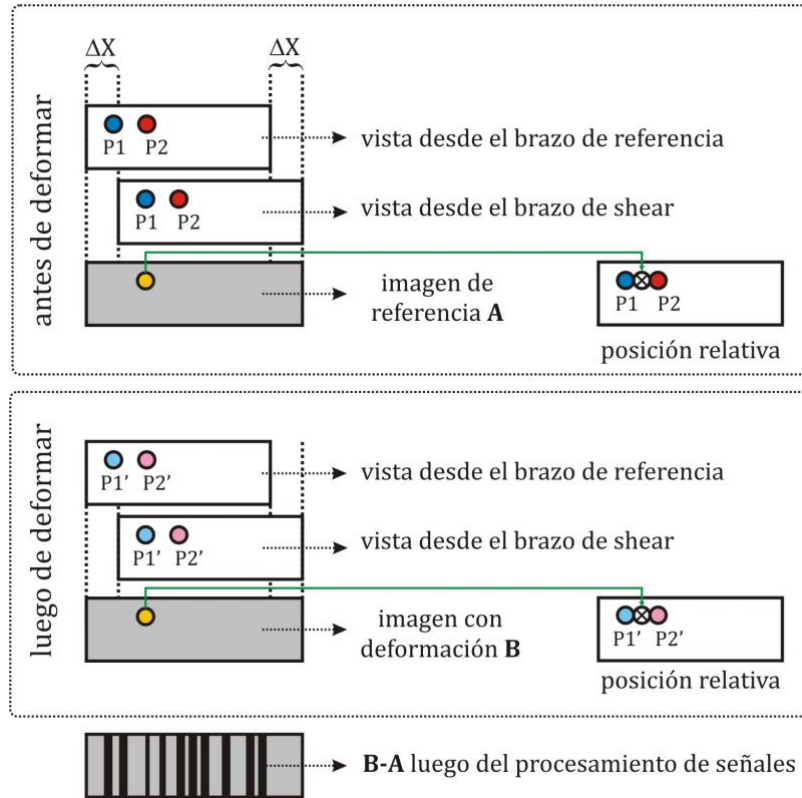 ΔX ΔX
P1 P2
vista desde el brazo de referencia
P1 P2
vista desde el brazo de shear
antes de deformar
imagen de
referencia A
P1 P2
posición relativa
P1' P2'
vista desde el brazo de referencia
P1' P2'
vista desde el brazo de shear
luego de deformar
imagen con
deformación B
P1' P2'
posición relativa
B-A luego del procesamiento de señales